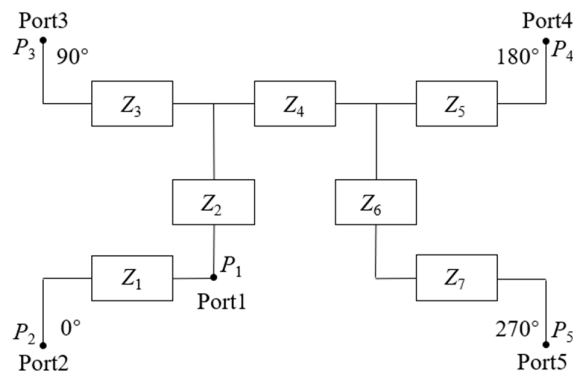 Port3
Port4
P₃ 90°
180° P₄
Z₃
Z₄
Z₅
Z₂
Z₆
P₁
Z₁
Z₇
Port1
P₂ 0°
270° P₅
Port2
Port5